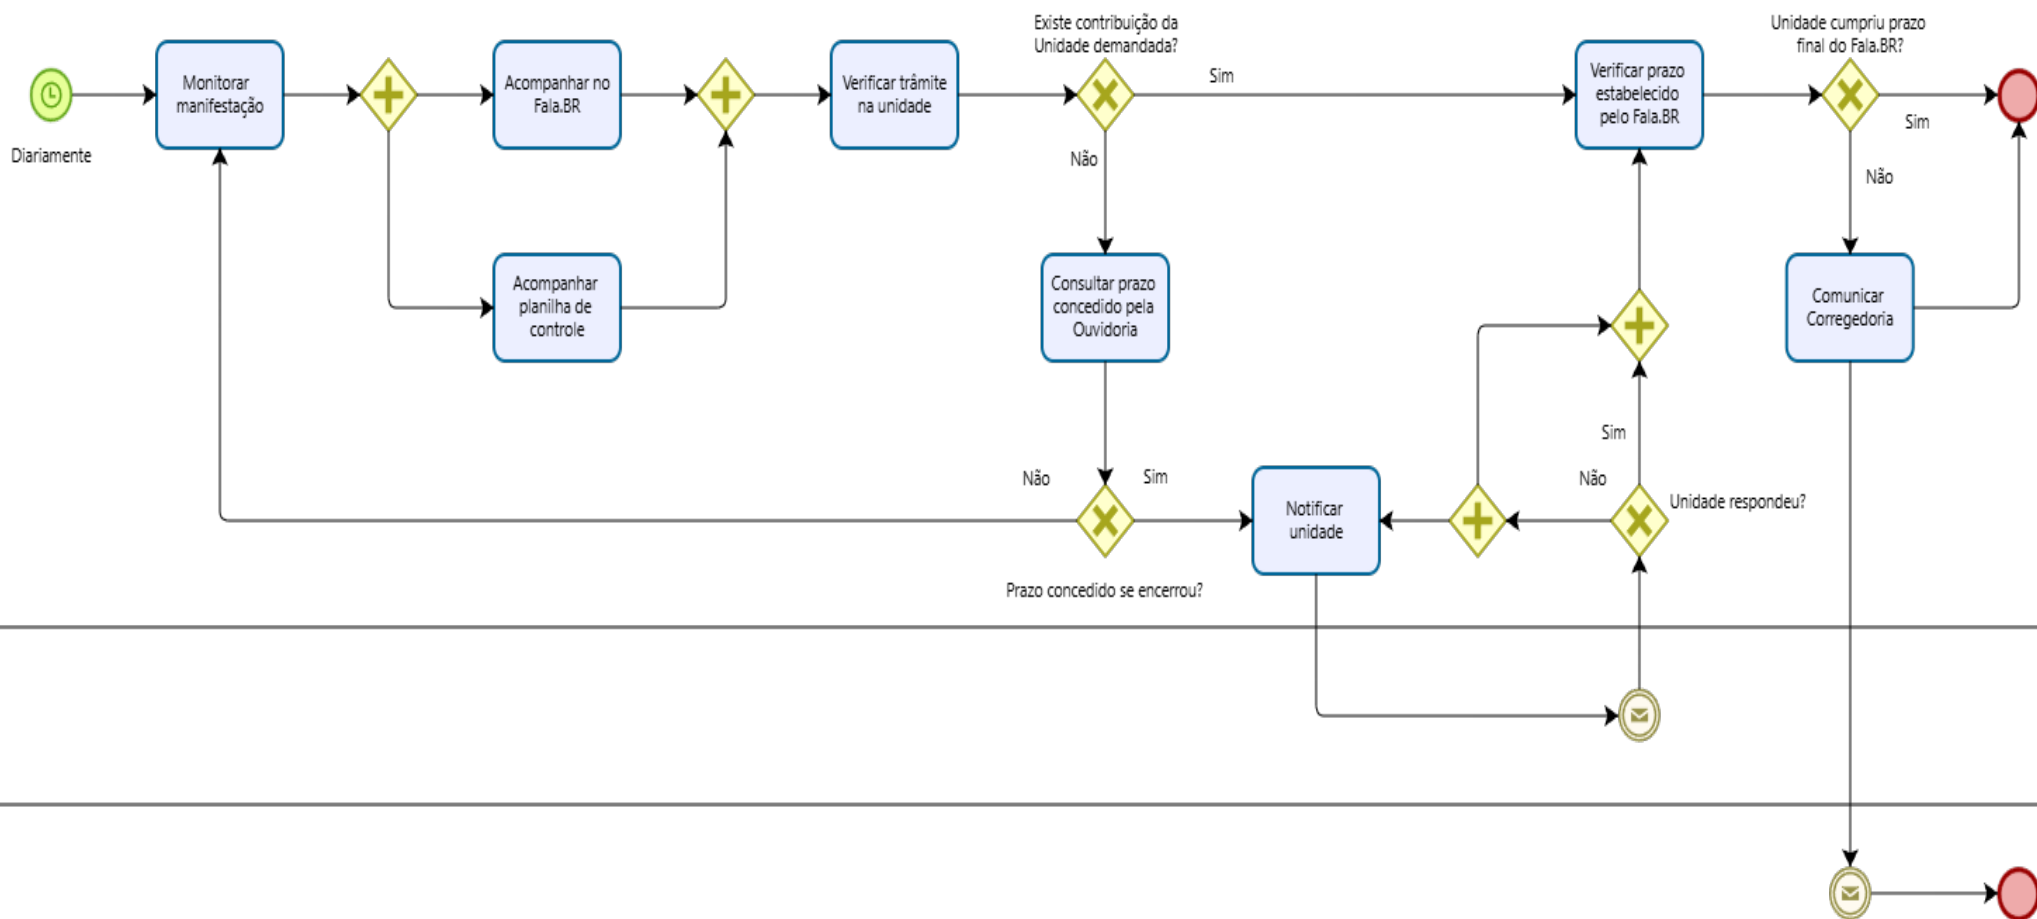 Existe contribuição da
Unidade demandada?
Unidade cumpriu prazo
final do Fala.BR?
Monitorar
manifestação
Acompanhar no
Fala.BR
Verificar trâmite
na unidade
Sim
Verificar prazo
estabelecido
pelo Fala.BR
Sim
Diariamente
Não
Não
Acompanhar
planilha de
controle
Consultar prazo
concedido pela
Ouvidoria
Comunicar
Corregedoria
Sim
Não
Sim
Não
Unidade respondeu?
Notificar
unidade
Prazo concedido se encerrou?